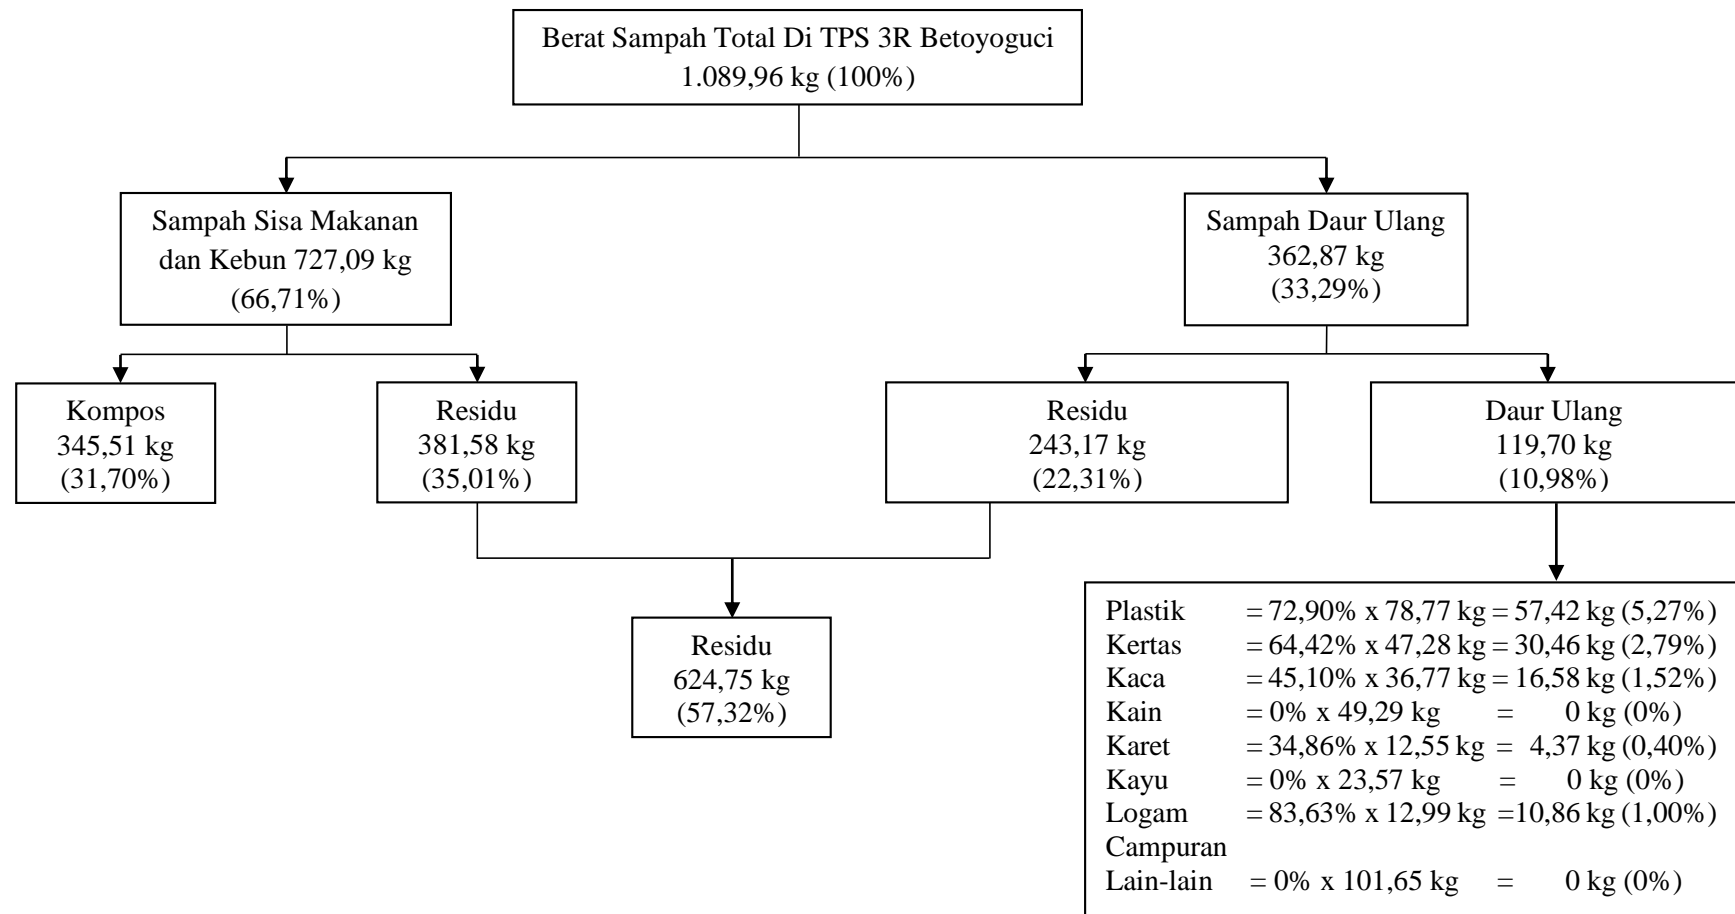 Berat Sampah Total Di TPS 3R Betoyoguci
1.089,96 kg (100%)
Sampah Sisa Makanan
dan Kebun 727,09 kg
(66,71%)
Sampah Daur Ulang
362,87 kg
(33,29%)
Kompos
345,51 kg
(31,70%)
Residu
381,58 kg
(35,01%)
Residu
243,17 kg
(22,31%)
Daur Ulang
119,70 kg
(10,98%)
Residu
624,75 kg
(57,32%)
Plastik = 72,90% x 78,77 kg = 57,42 kg (5,27%)
Kertas = 64,42% x 47,28 kg = 30,46 kg (2,79%)
Kaca = 45,10% x 36,77 kg = 16,58 kg (1,52%)
Kain = 0% x 49,29 kg = 0 kg (0%)
Karet = 34,86% x 12,55 kg = 4,37 kg (0,40%)
Kayu = 0% x 23,57 kg = 0 kg (0%)
Logam = 83,63% x 12,99 kg =10,86 kg (1,00%)
Campuran
Lain-lain = 0% x 101,65 kg = 0 kg (0%)